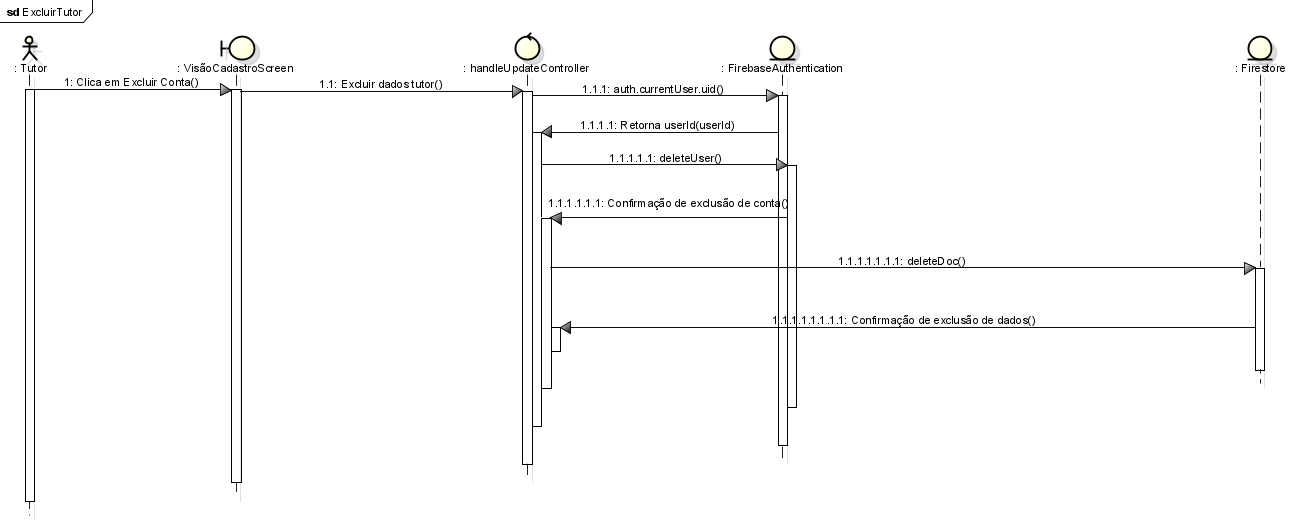 sd ExcluirTutor
: Tutor
: VisãoCadastroScreen
: handleUpdateController
: FirebaseAuthentication
: Firestore
1: Clica em Excluir Conta()
1.1: Excluir dados tutor()
1.1.1: auth.currentUser.uid()
1.1.1.1: Retorna userId(userId)
1.1.1.1.1: deleteUser()
1.1.1.1.1.1: Confirmação de exclusão de conta()
1.1.1.1.1.1.1: deleteDoc()
1.1.1.1.1.1.1.1: Confirmação de exclusão de dados()